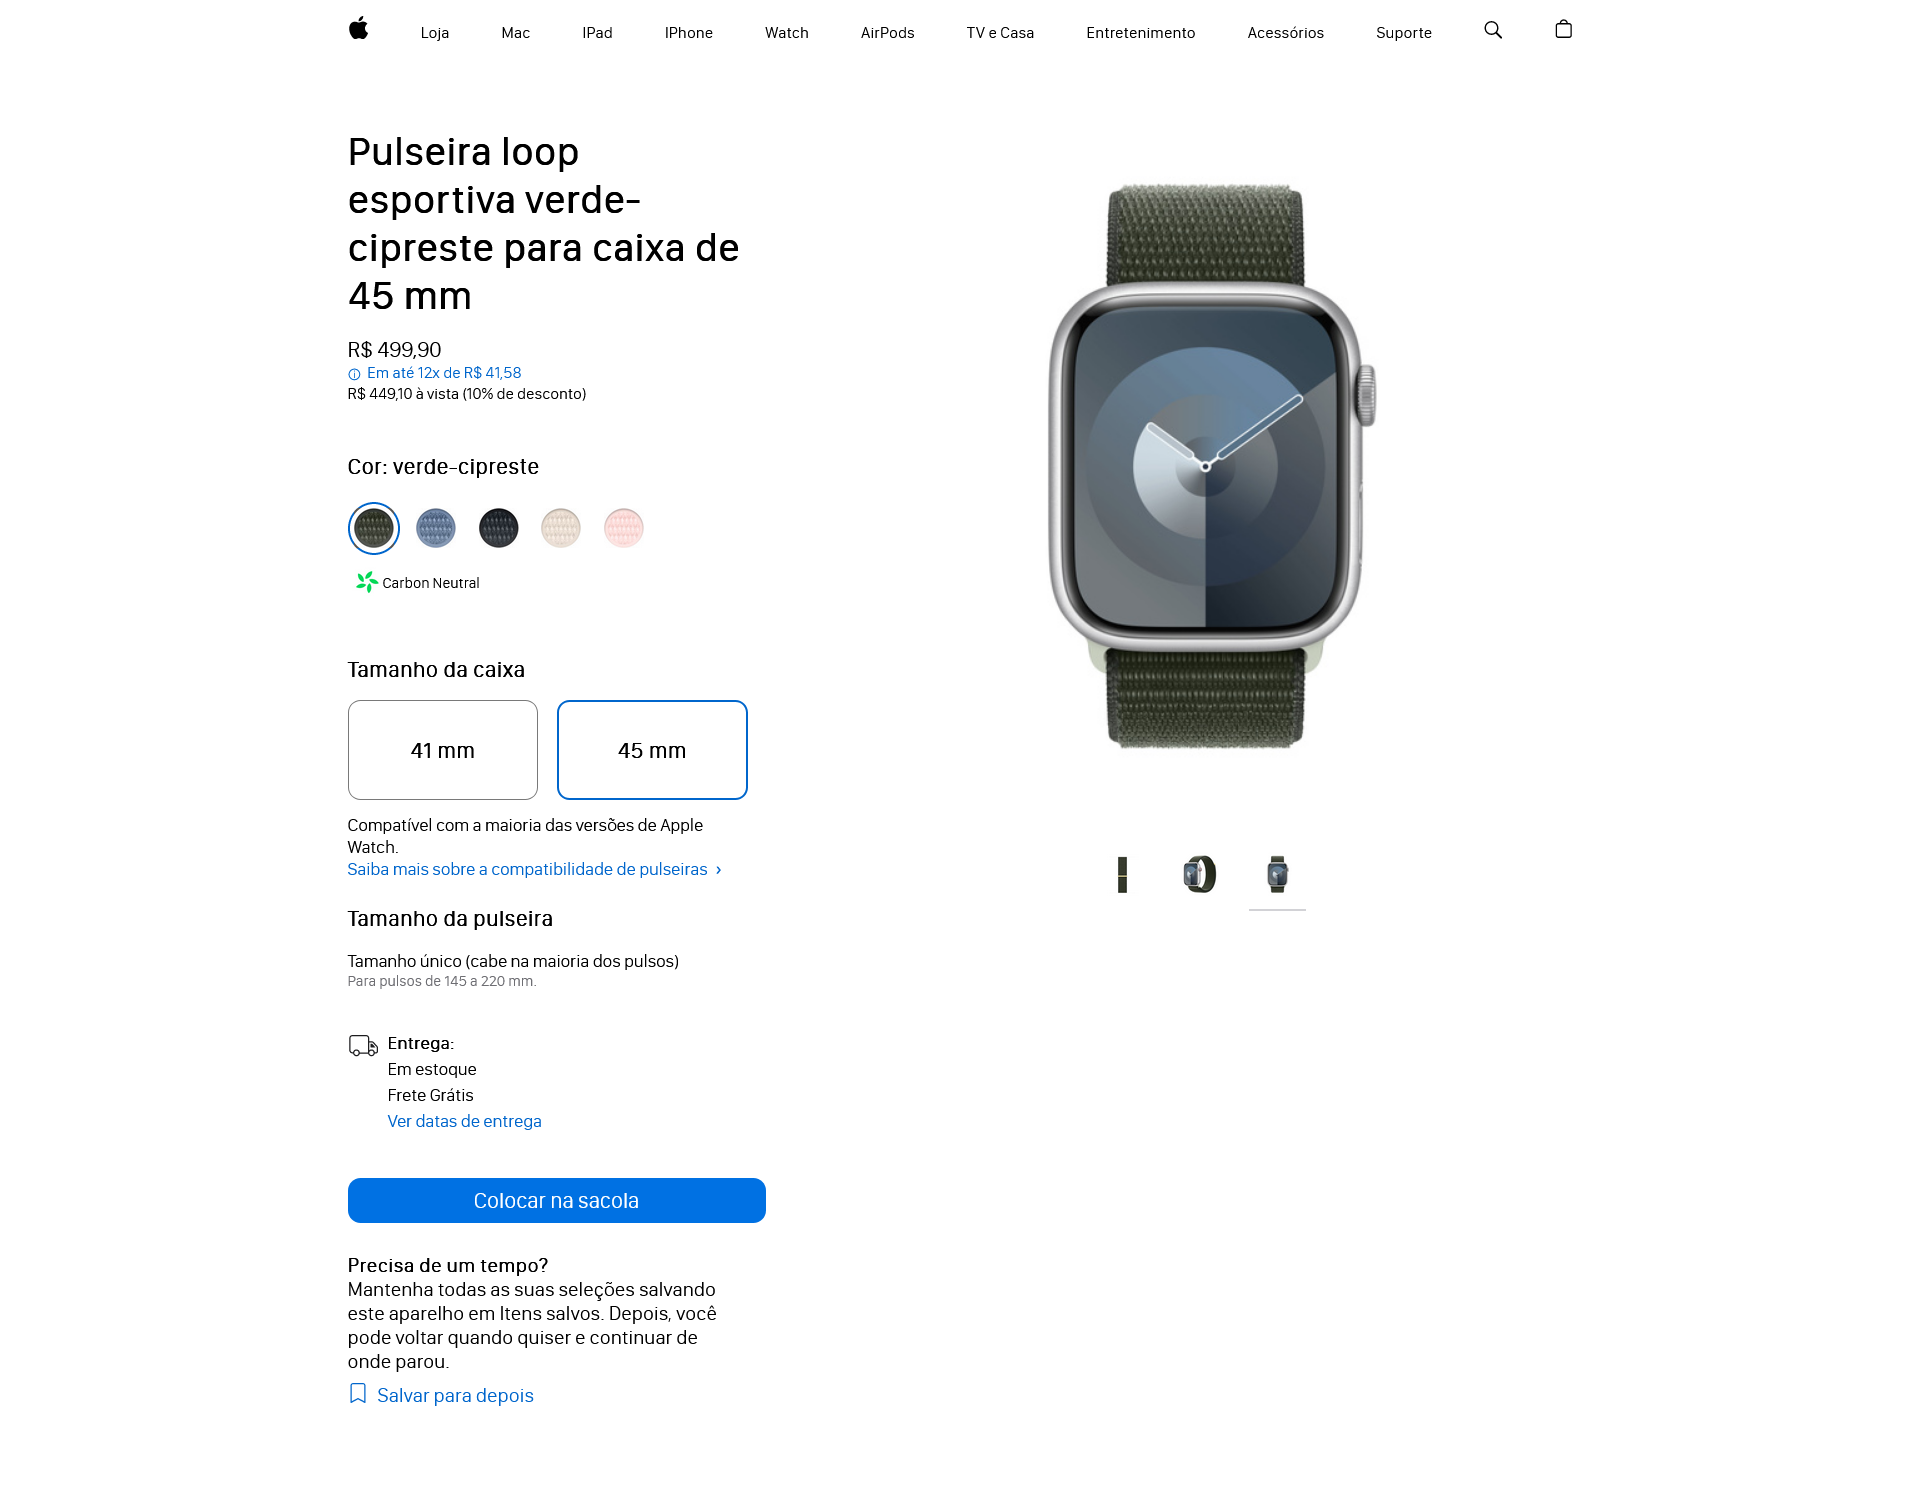 Loja Mac IPad IPhone Watch AirPods TV e Casa Entretenimento Acessórios Suporte
Pulseira loop
esportiva verde-
cipreste para caixa de
45 mm
R$ 499,90
Em até 12x de R$ 41,58
R$ 449,10 à vista (10% de desconto)
Cor: verde-cipreste
Carbon Neutral
Tamanho da caixa
41 mm 45 mm
Compatível com a maioria das versões de Apple
Watch.
Saiba mais sobre a compatibilidade de pulseiras ›
Tamanho da pulseira
Tamanho único (cabe na maioria dos pulsos)
Para pulsos de 145 a 220 mm.
Entrega:
Em estoque
Frete Grátis
Ver datas de entrega
Colocar na sacola
Precisa de um tempo?
Mantenha todas as suas seleções salvando
este aparelho em Itens salvos. Depois, você
pode voltar quando quiser e continuar de
onde parou.
Salvar para depois